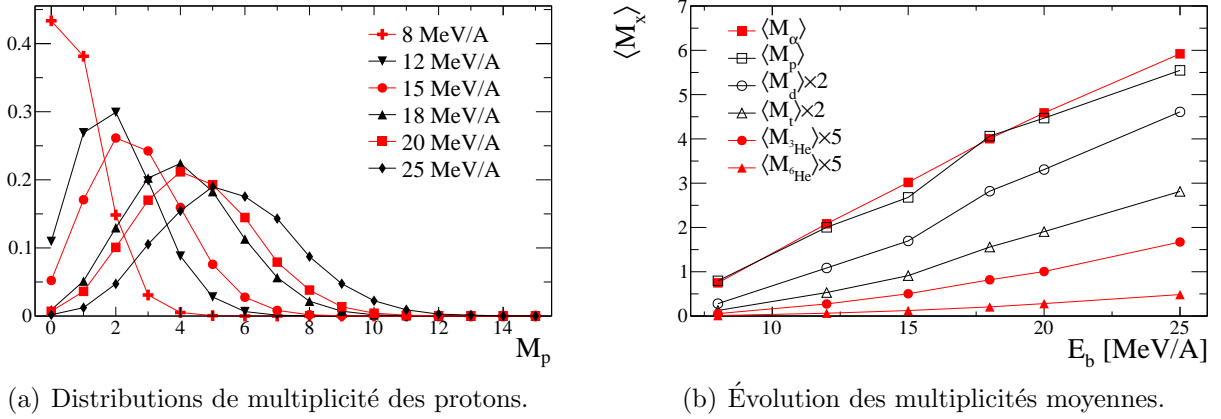 0.4
0.3
0.2
0.1
0
0 2 4 6 8 10 12 14
M_p
8 MeV/A
12 MeV/A
15 MeV/A
18 MeV/A
20 MeV/A
25 MeV/A
(a) Distributions de multiplicité des protons.
⟨M_x⟩
7
6
5
4
3
2
1
0
10 15 20 25
E_b [MeV/A]
⟨M_α⟩
⟨M_p⟩
⟨M_d⟩×2
⟨M_t⟩×2
⟨M_³He⟩×5
⟨M_⁶He⟩×5
(b) Évolution des multiplicités moyennes.